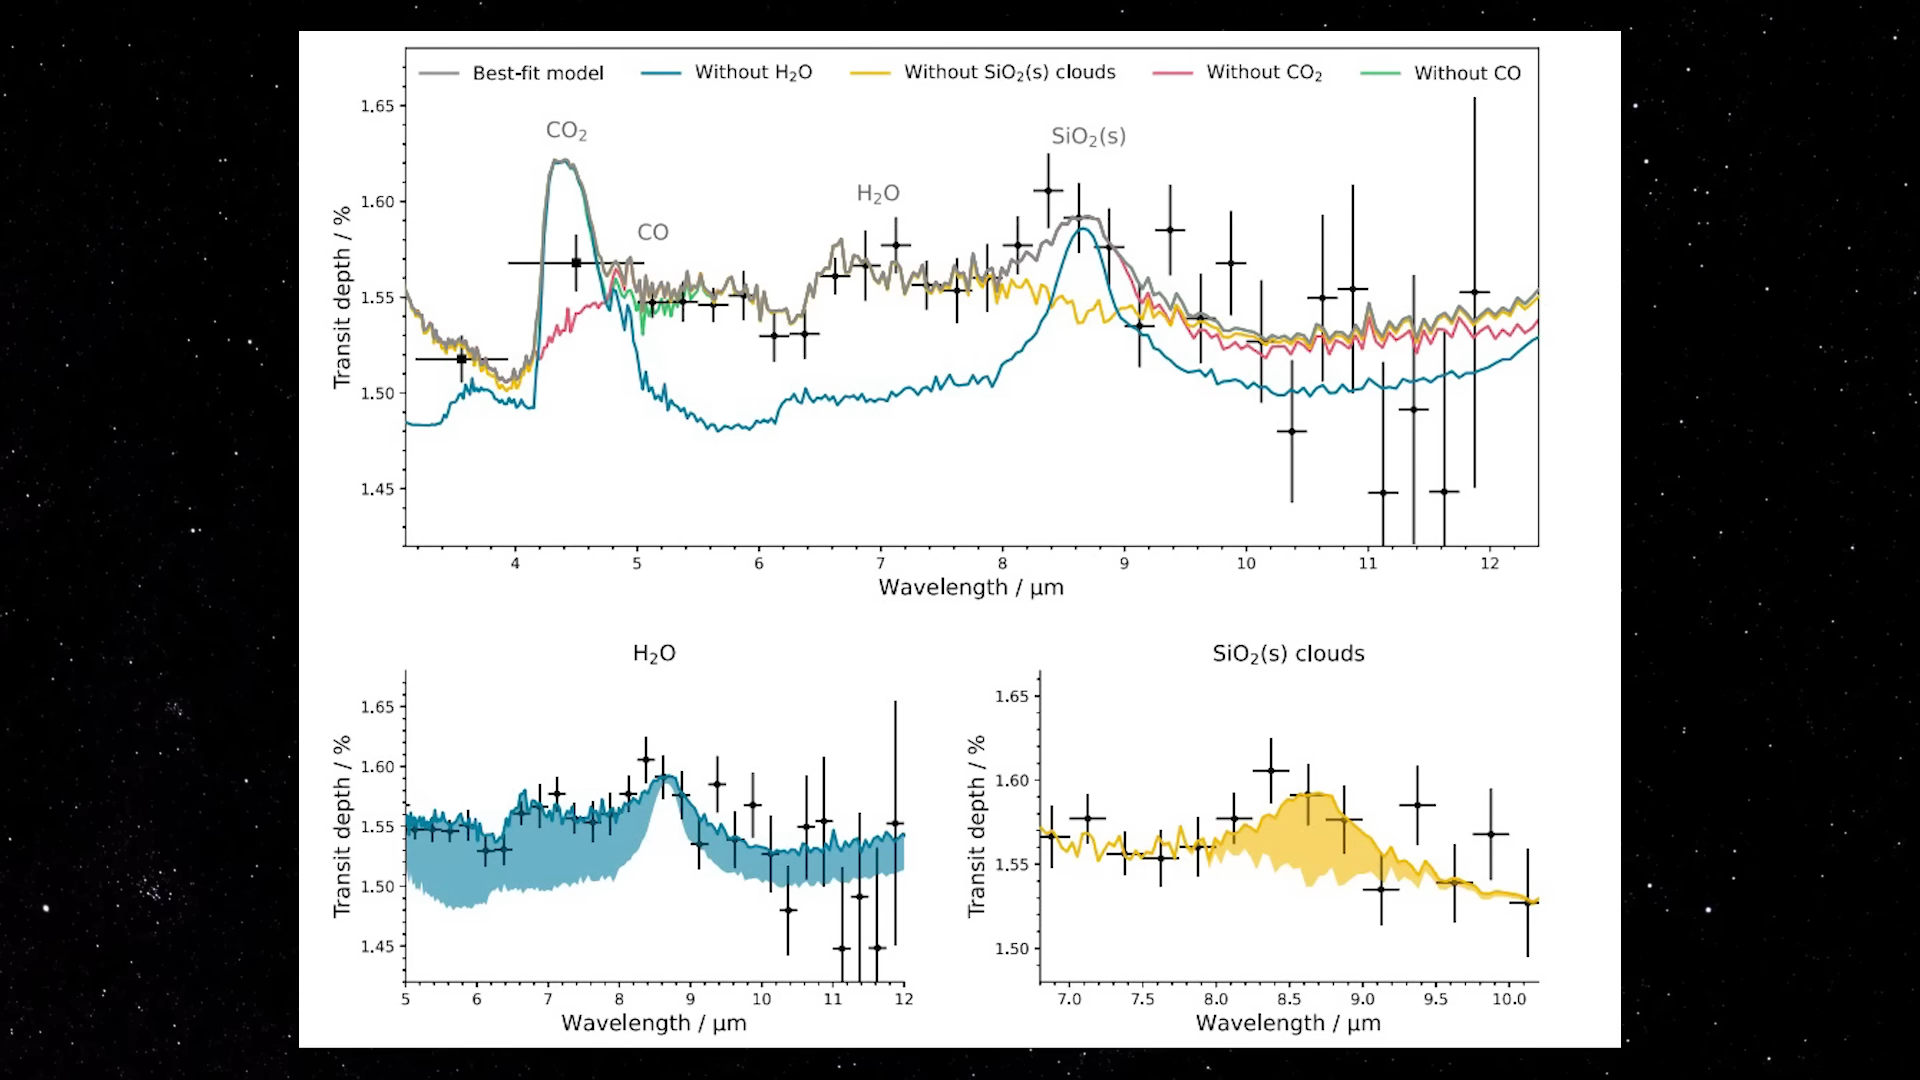 Best-fit model Without H₂O Without SiO₂(s) clouds Without CO₂ Without CO
CO₂
SiO₂(s)
H₂O
CO
1.65
1.60
1.55
1.50
1.45
Transit depth / %
4 5 6 7 8 9 10 11 12
Wavelength / μm
H₂O
1.65
1.60
1.55
1.50
1.45
Transit depth / %
5 6 7 8 9 10 11 12
Wavelength / μm
SiO₂(s) clouds
1.65
1.60
1.55
1.50
Transit depth / %
7.0 7.5 8.0 8.5 9.0 9.5 10.0
Wavelength / μm